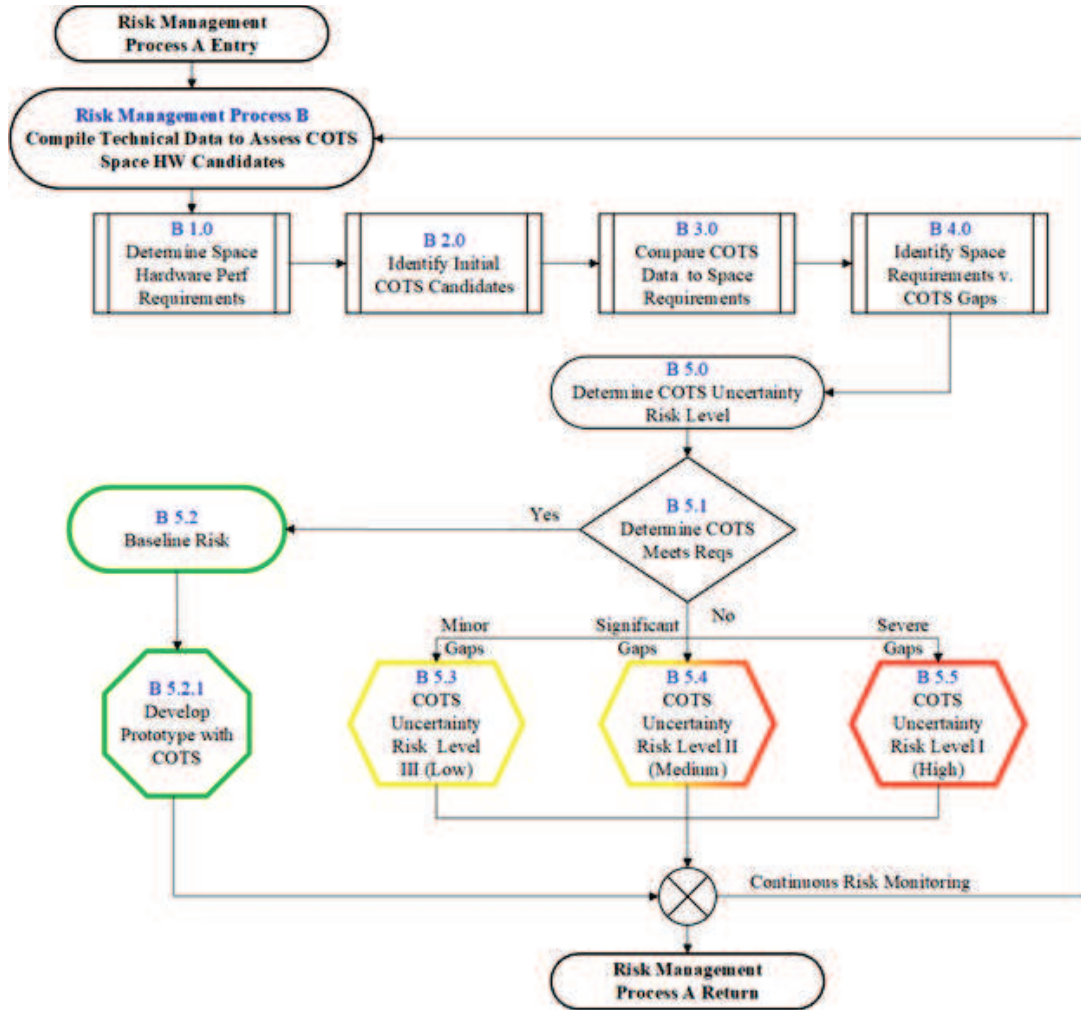 Risk Management
Process A Entry
Risk Management Process B
Compile Technical Data to Assess COTS
Space HW Candidates
B 1.0
Determine Space
Hardware Perf
Requirements
B 2.0
Identify Initial
COTS Candidates
B 3.0
Compare COTS
Data to Space
Requirements
B 4.0
Identify Space
Requirements v.
COTS Gaps
B 5.0
Determine COTS Uncertainty
Risk Level
B 5.1
Determine COTS
Meets Reqs
Yes
No
B 5.2
Baseline Risk
B 5.2.1
Develop
Prototype with
COTS
Minor
Gaps
Significant
Gaps
Severe
Gaps
B 5.3
COTS
Uncertainty
Risk Level
III (Low)
B 5.4
COTS
Uncertainty
Risk Level II
(Medium)
B 5.5
COTS
Uncertainty
Risk Level I
(High)
Continuous Risk Monitoring
Risk Management
Process A Return